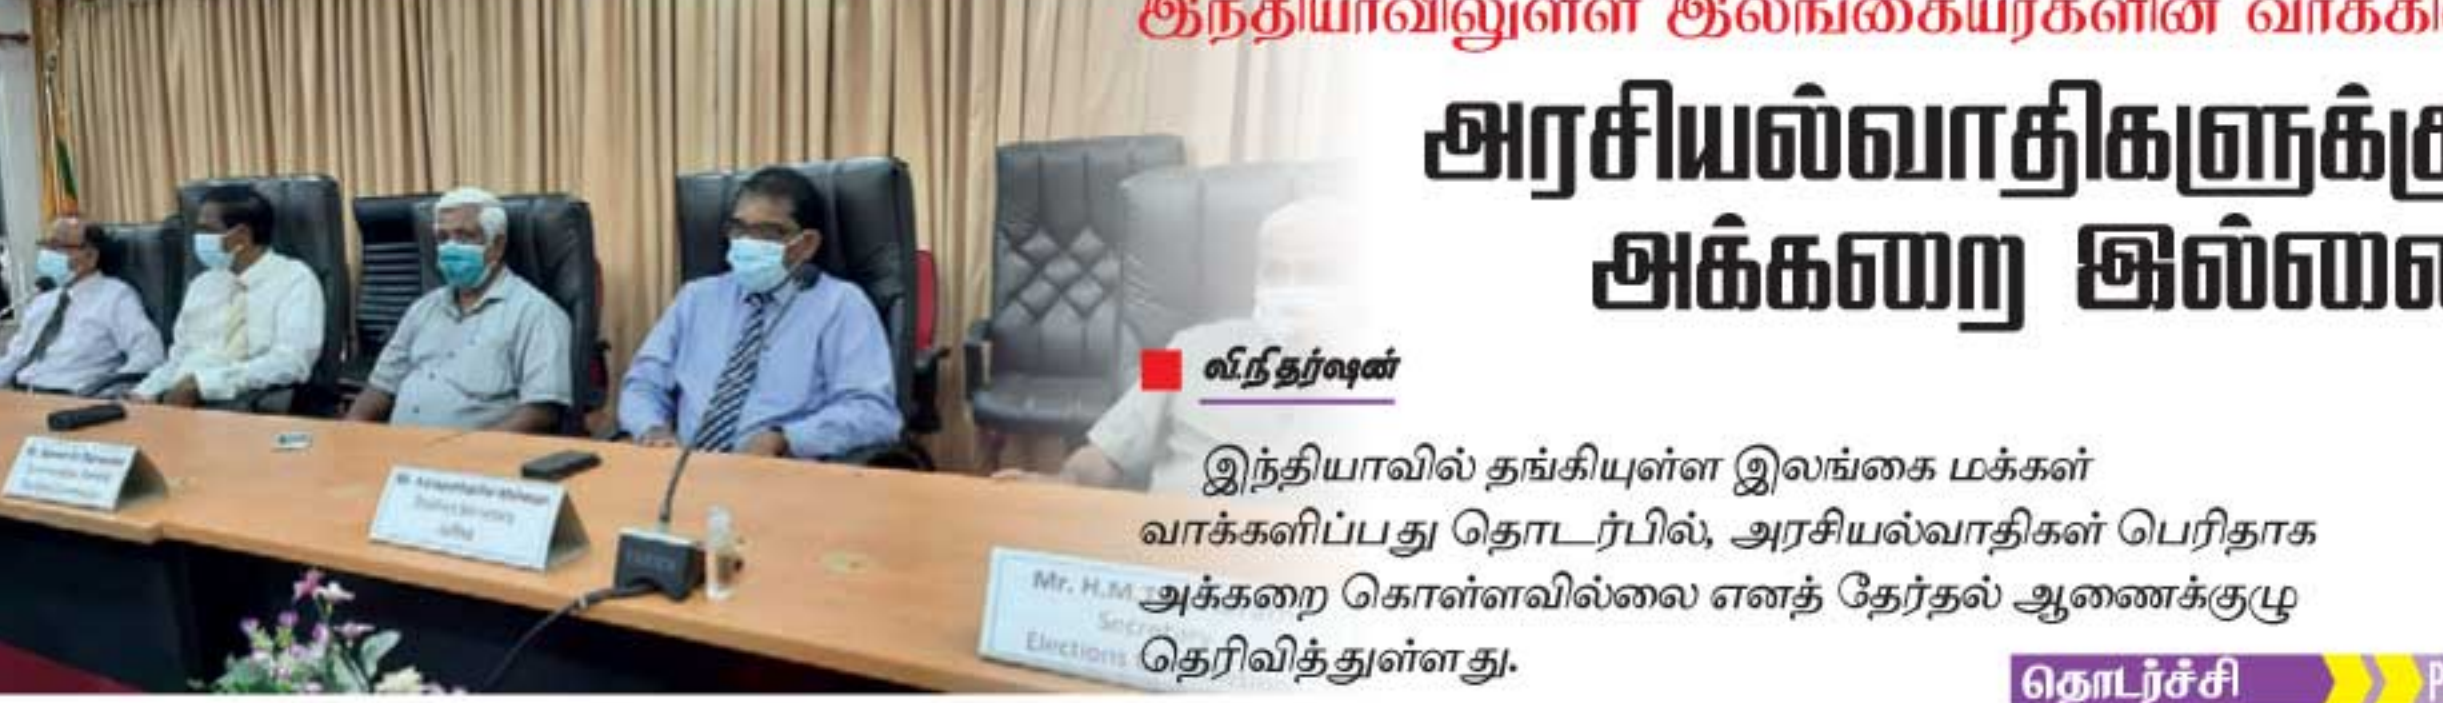 இந்தியாவிலுள்ள இலங்கையர்களின்
அரசியல்வாதிகளுக்கு
அக்கறை இல்லை
வி.நிதர்ஷன்
இந்தியாவில் தங்கியுள்ள இலங்கை மக்கள்
வாக்களிப்பது தொடர்பில், அரசியல்வாதிகள் பெரிதாக
அக்கறை கொள்ளவில்லை எனத் தேர்தல் ஆணைக்குழு
தெரிவித்துள்ளது.
தொடர்ச்சி
Mr. H.M.
Secretary
Elections